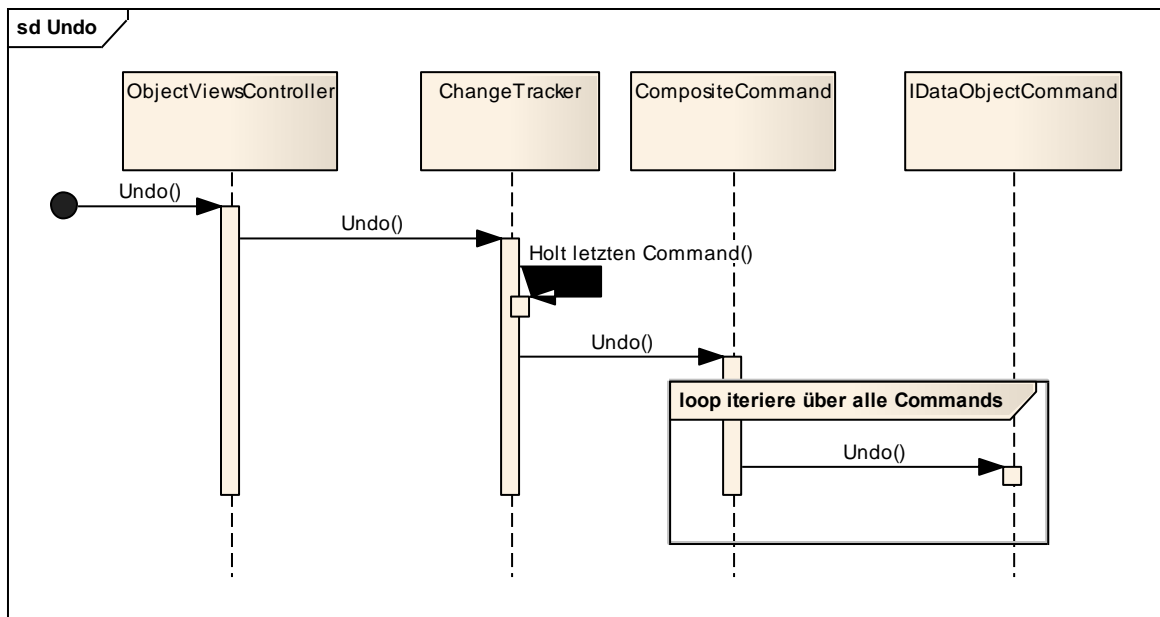 sd Undo
ObjectViewsController
ChangeTracker
CompositeCommand
IDataObjectCommand
Undo()
Undo()
Holt letzten Command()
Undo()
loop iteriere über alle Commands
Undo()